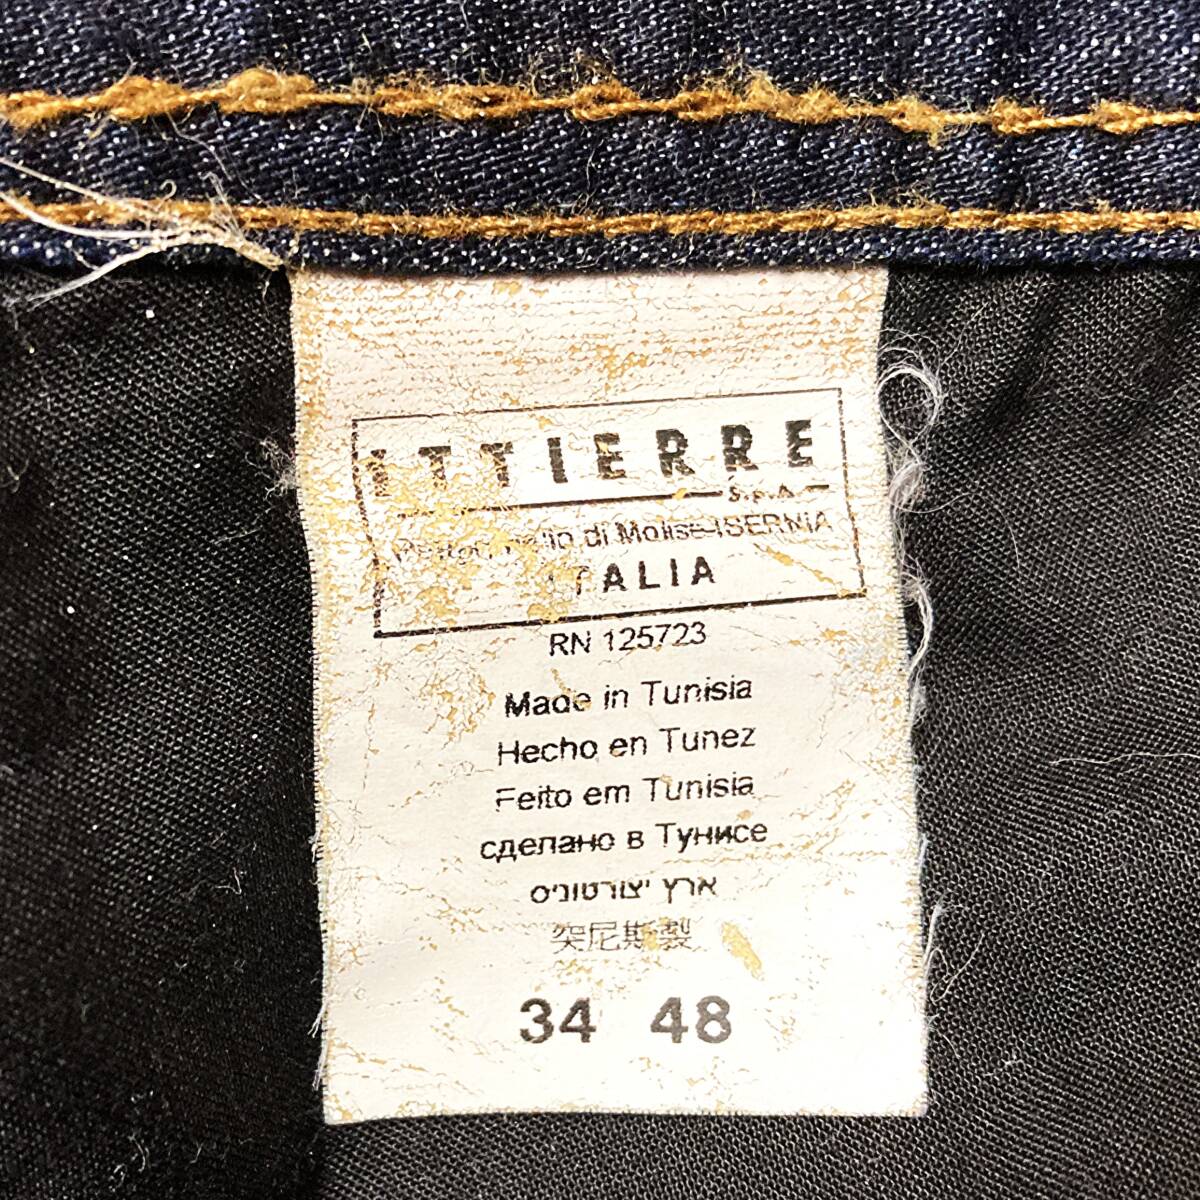 ITTIERRE
S.p.A.
di Molise-ISERNIA
ITALIA
RN 125723
Made in Tunisia
Hecho en Tunez
Feito em Tunisia
сделано в Тунисе
ארץ יצורטוניס
突尼斯製
34 48